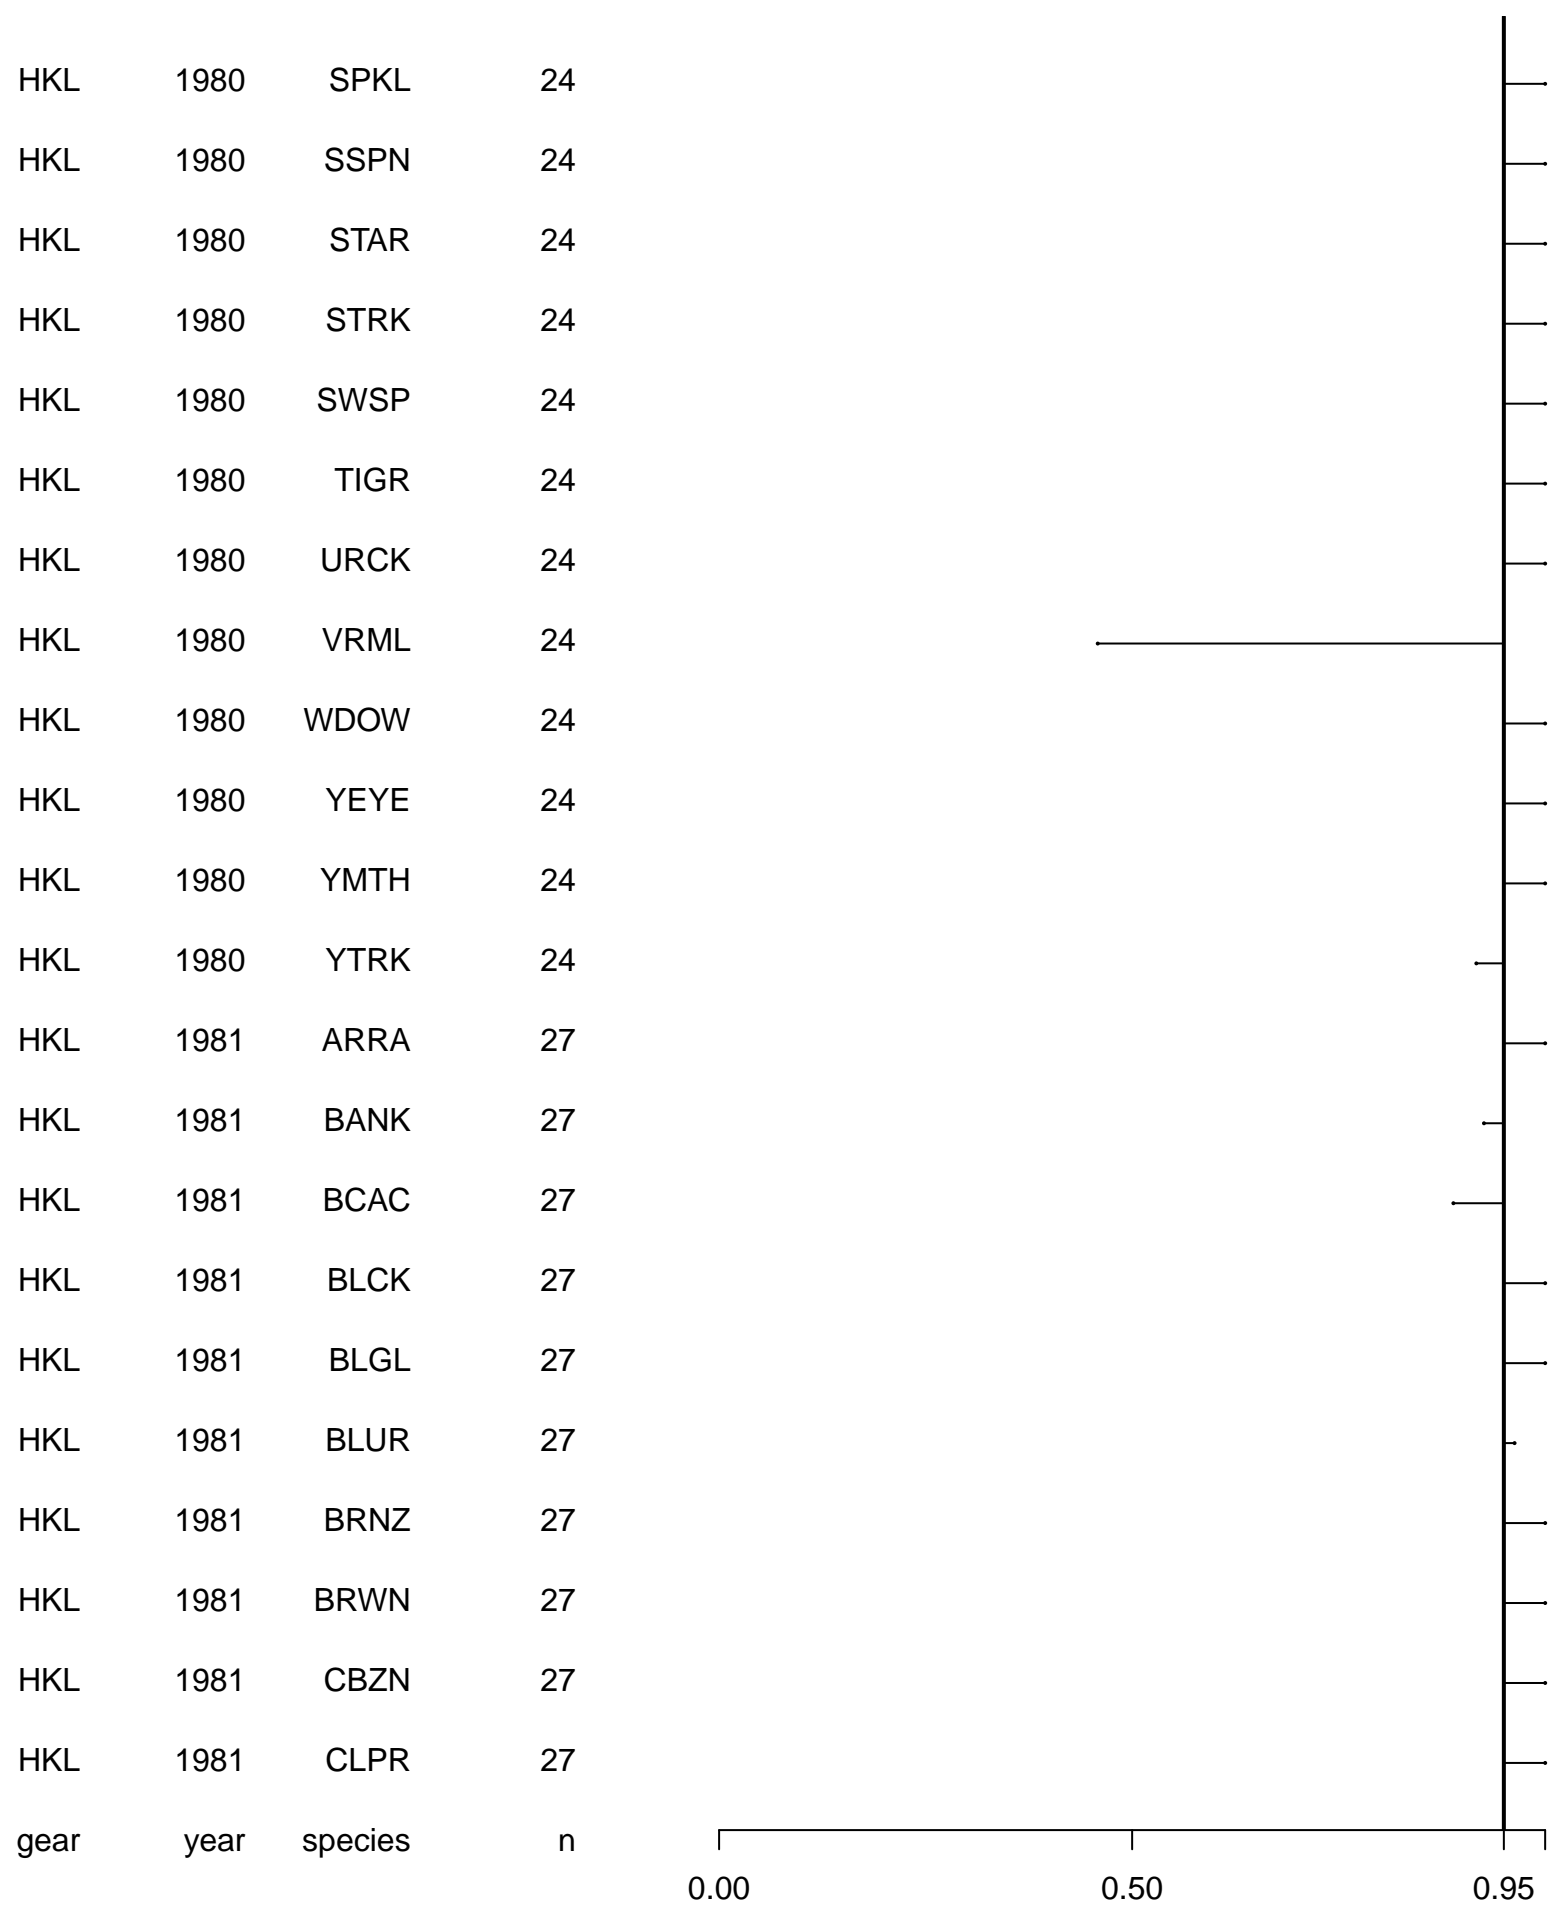 HKL 1980 SPKL 24
HKL 1980 SSPN 24
HKL 1980 STAR 24
HKL 1980 STRK 24
HKL 1980 SWSP 24
HKL 1980 TIGR 24
HKL 1980 URCK 24
HKL 1980 VRML 24
HKL 1980 WDOW 24
HKL 1980 YEYE 24
HKL 1980 YMTH 24
HKL 1980 YTRK 24
HKL 1981 ARRA 27
HKL 1981 BANK 27
HKL 1981 BCAC 27
HKL 1981 BLCK 27
HKL 1981 BLGL 27
HKL 1981 BLUR 27
HKL 1981 BRNZ 27
HKL 1981 BRWN 27
HKL 1981 CBZN 27
HKL 1981 CLPR 27
gear year species n
0.00 0.50 0.95